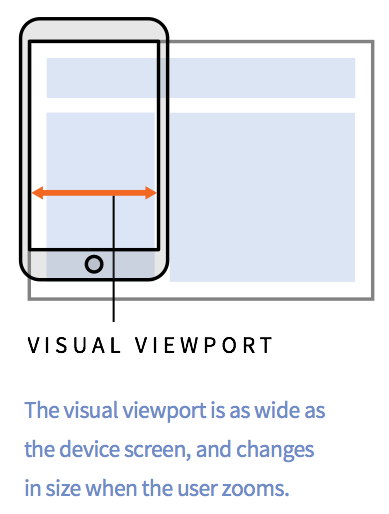 VISUAL VIEWPORT
The visual viewport is as wide as
the device screen, and changes
in size when the user zooms.